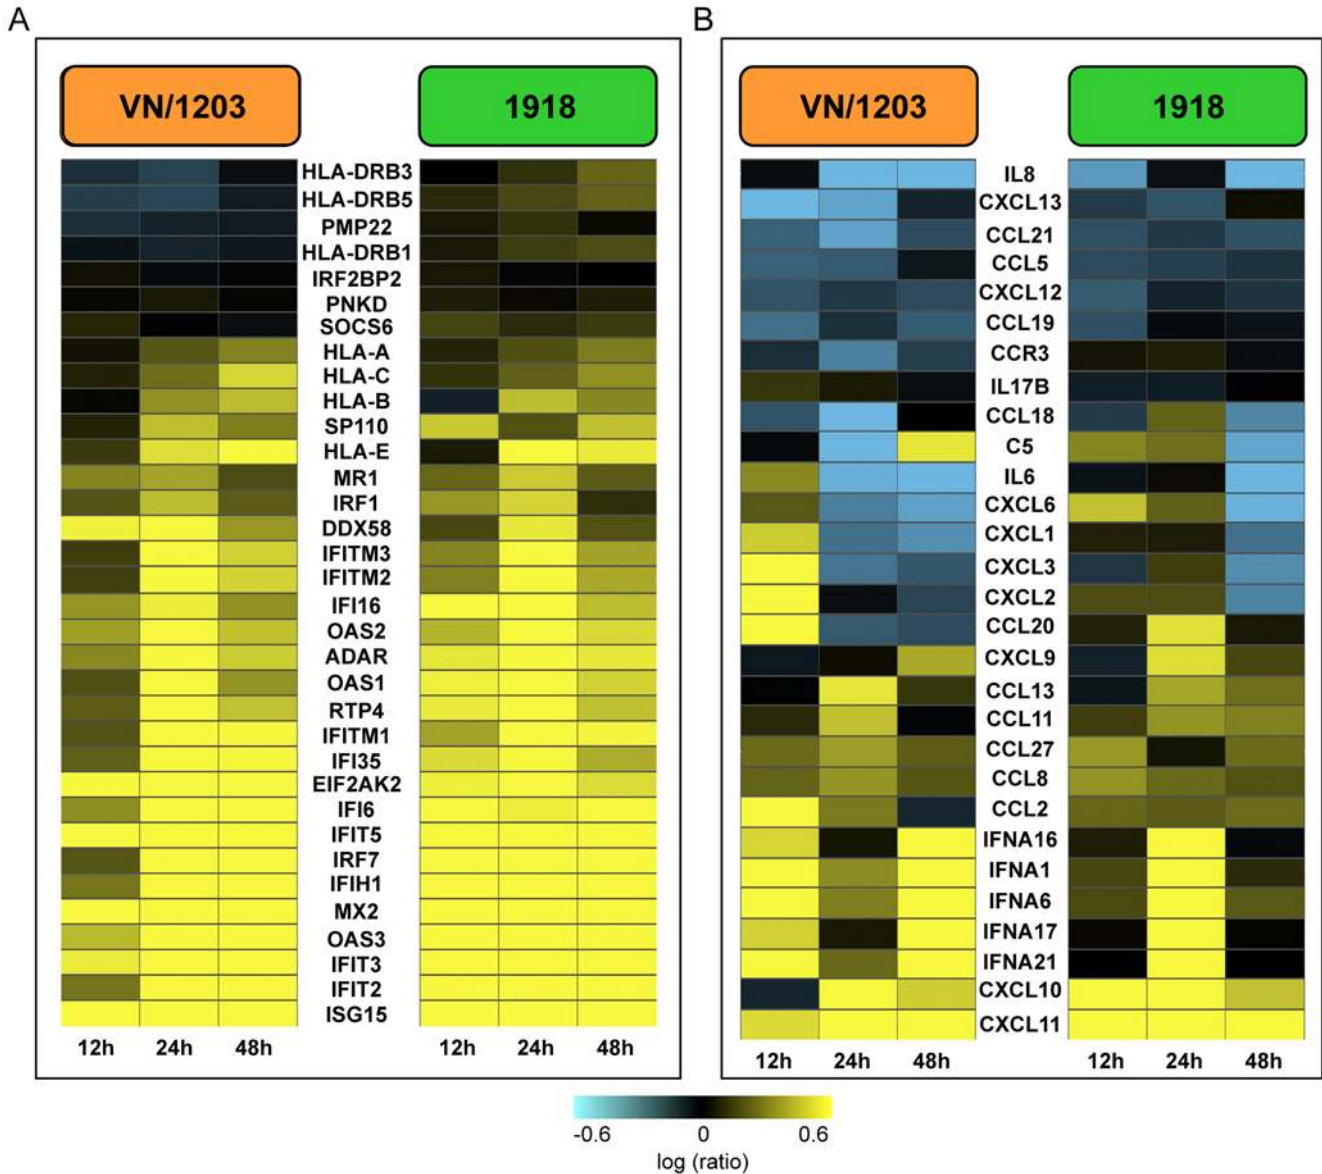 A
B
VN/1203
1918
VN/1203
1918
HLA-DRB3
HLA-DRB5
PMP22
HLA-DRB1
IRF2BP2
PNKD
SOCS6
HLA-A
HLA-C
HLA-B
SP110
HLA-E
MR1
IRF1
DDX58
IFITM3
IFITM2
IFI16
OAS2
ADAR
OAS1
RTP4
IFITM1
IFI35
EIF2AK2
IFI6
IFIT5
IRF7
IFIH1
MX2
OAS3
IFIT3
IFIT2
ISG15
12h 24h 48h
12h 24h 48h
IL8
CXCL13
CCL21
CCL5
CXCL12
CCL19
CCR3
IL17B
CCL18
C5
IL6
CXCL6
CXCL1
CXCL3
CXCL2
CCL20
CXCL9
CCL13
CCL11
CCL27
CCL8
CCL2
IFNA16
IFNA1
IFNA6
IFNA17
IFNA21
CXCL10
CXCL11
12h 24h 48h
12h 24h 48h
-0.6 0 0.6
log (ratio)